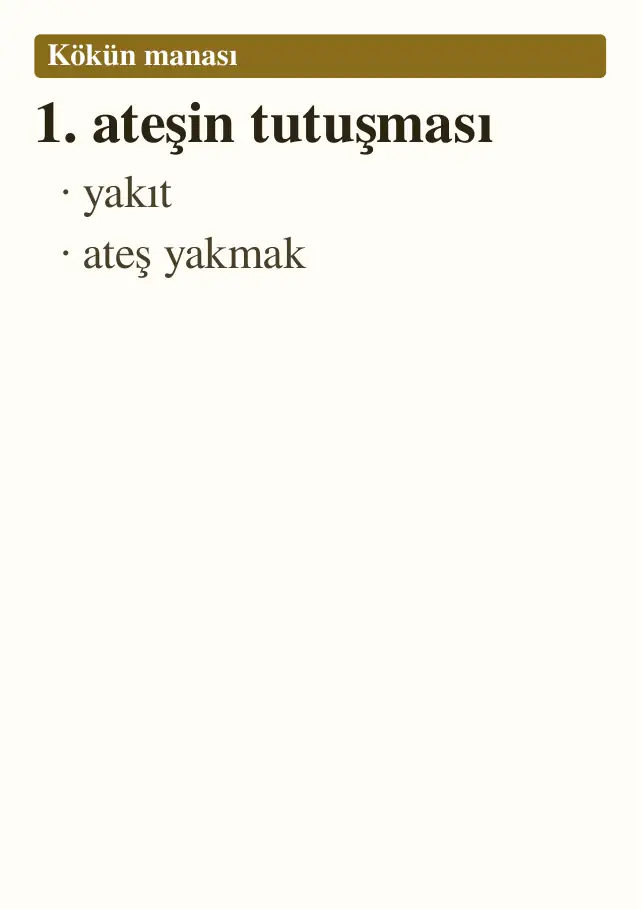 Kökün manası
1. ateşin tutuşması
· yakıt
· ateş yakmak